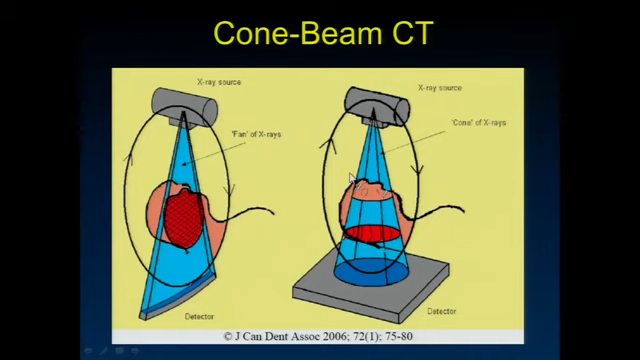 Cone-Beam CT
X-ray source
'Fan' of X-rays
Detector
X-ray source
'Cone' of X-rays
Detector
© J Can Dent Assoc 2006; 72(1); 75-80